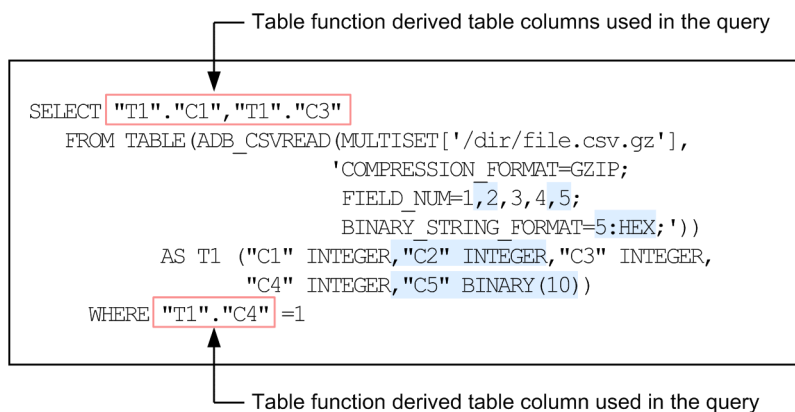 Table function derived table columns used in the query
SELECT "T1"."C1","T1"."C3"
FROM TABLE(ADB_CSVREAD(MULTISET['/dir/file.csv.gz'],
'COMPRESSION_FORMAT=GZIP;
FIELD_NUM=1,2,3,4,5;
BINARY_STRING_FORMAT=5:HEX;'))
AS T1 ("C1" INTEGER,"C2" INTEGER,"C3" INTEGER,
"C4" INTEGER,"C5" BINARY(10))
WHERE "T1"."C4" =1
Table function derived table column used in the query